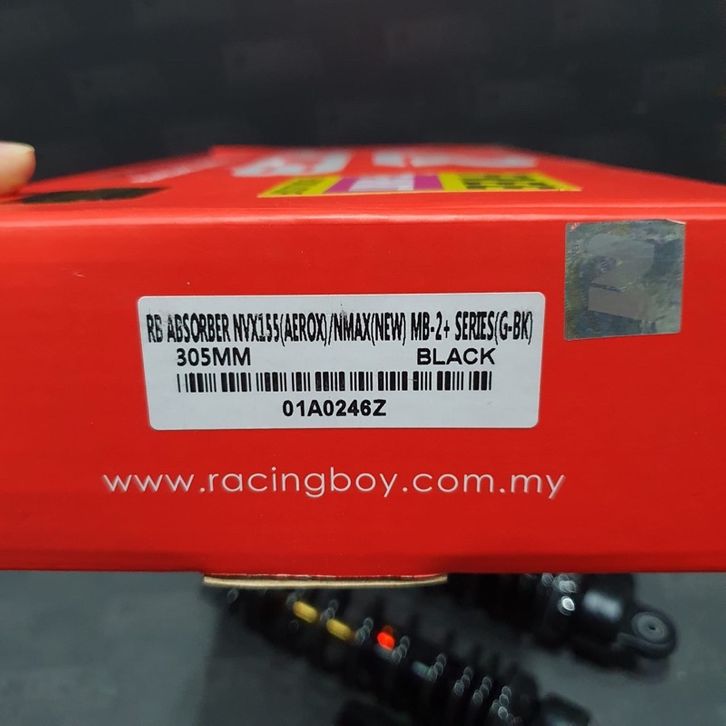 RB ABSORBER NVX155(AEROX)/NMAX(NEW) MB-2+ SERIES(G-BK)
305MM BLACK
01A0246Z
www.racingboy.com.my